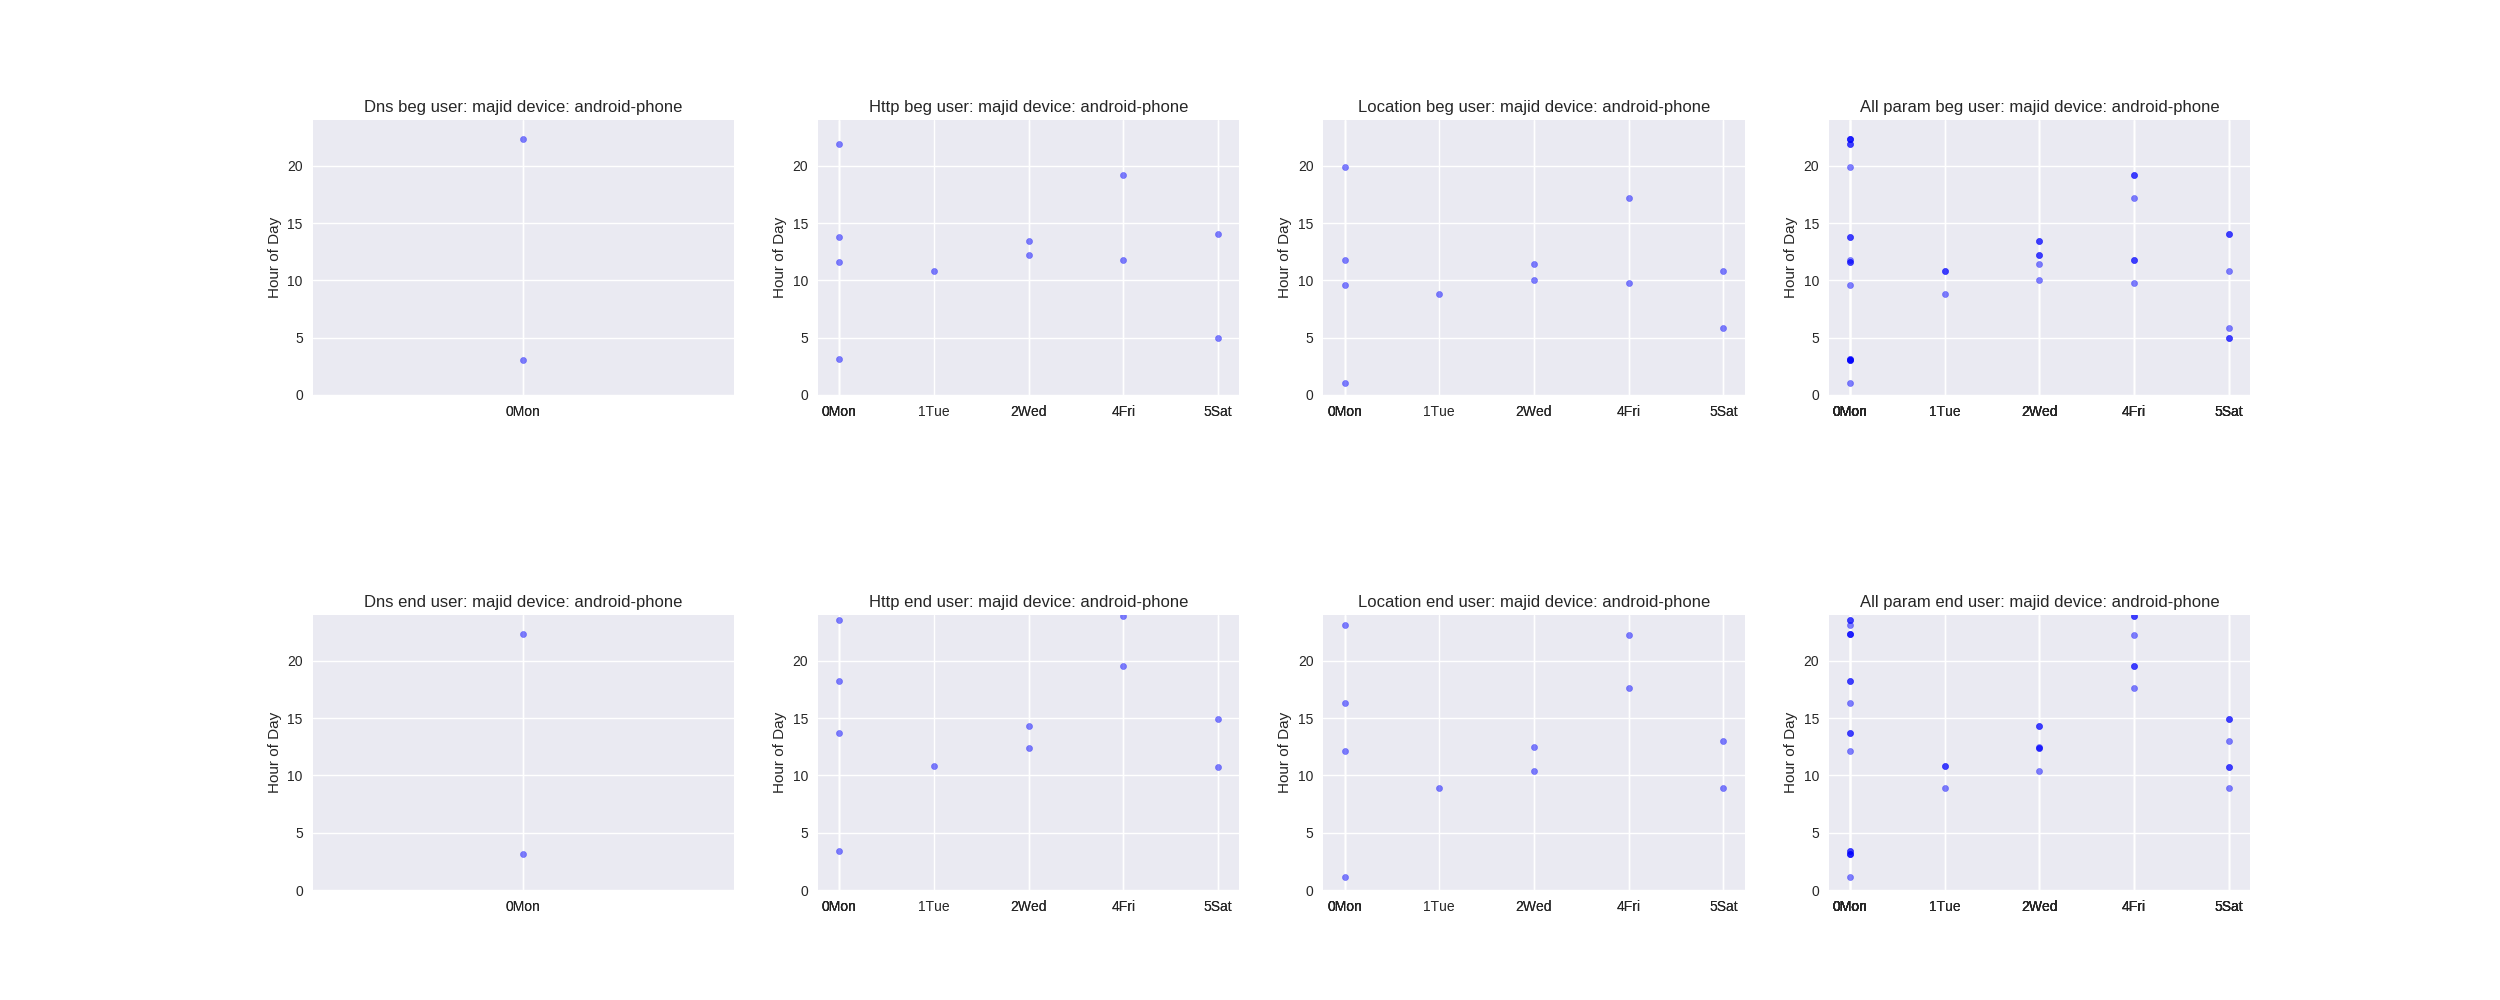 Dns beg user: majid device: android-phone
Hour of Day
20
15
10
5
0
0Mon
Http beg user: majid device: android-phone
Hour of Day
20
15
10
5
0
0Mon 1Tue 2Wed 4Fri 5Sat
Location beg user: majid device: android-phone
Hour of Day
20
15
10
5
0
0Mon 1Tue 2Wed 4Fri 5Sat
All param beg user: majid device: android-phone
Hour of Day
20
15
10
5
0
0Mon 1Tue 2Wed 4Fri 5Sat
Dns end user: majid device: android-phone
Hour of Day
20
15
10
5
0
0Mon
Http end user: majid device: android-phone
Hour of Day
20
15
10
5
0
0Mon 1Tue 2Wed 4Fri 5Sat
Location end user: majid device: android-phone
Hour of Day
20
15
10
5
0
0Mon 1Tue 2Wed 4Fri 5Sat
All param end user: majid device: android-phone
Hour of Day
20
15
10
5
0
0Mon 1Tue 2Wed 4Fri 5Sat